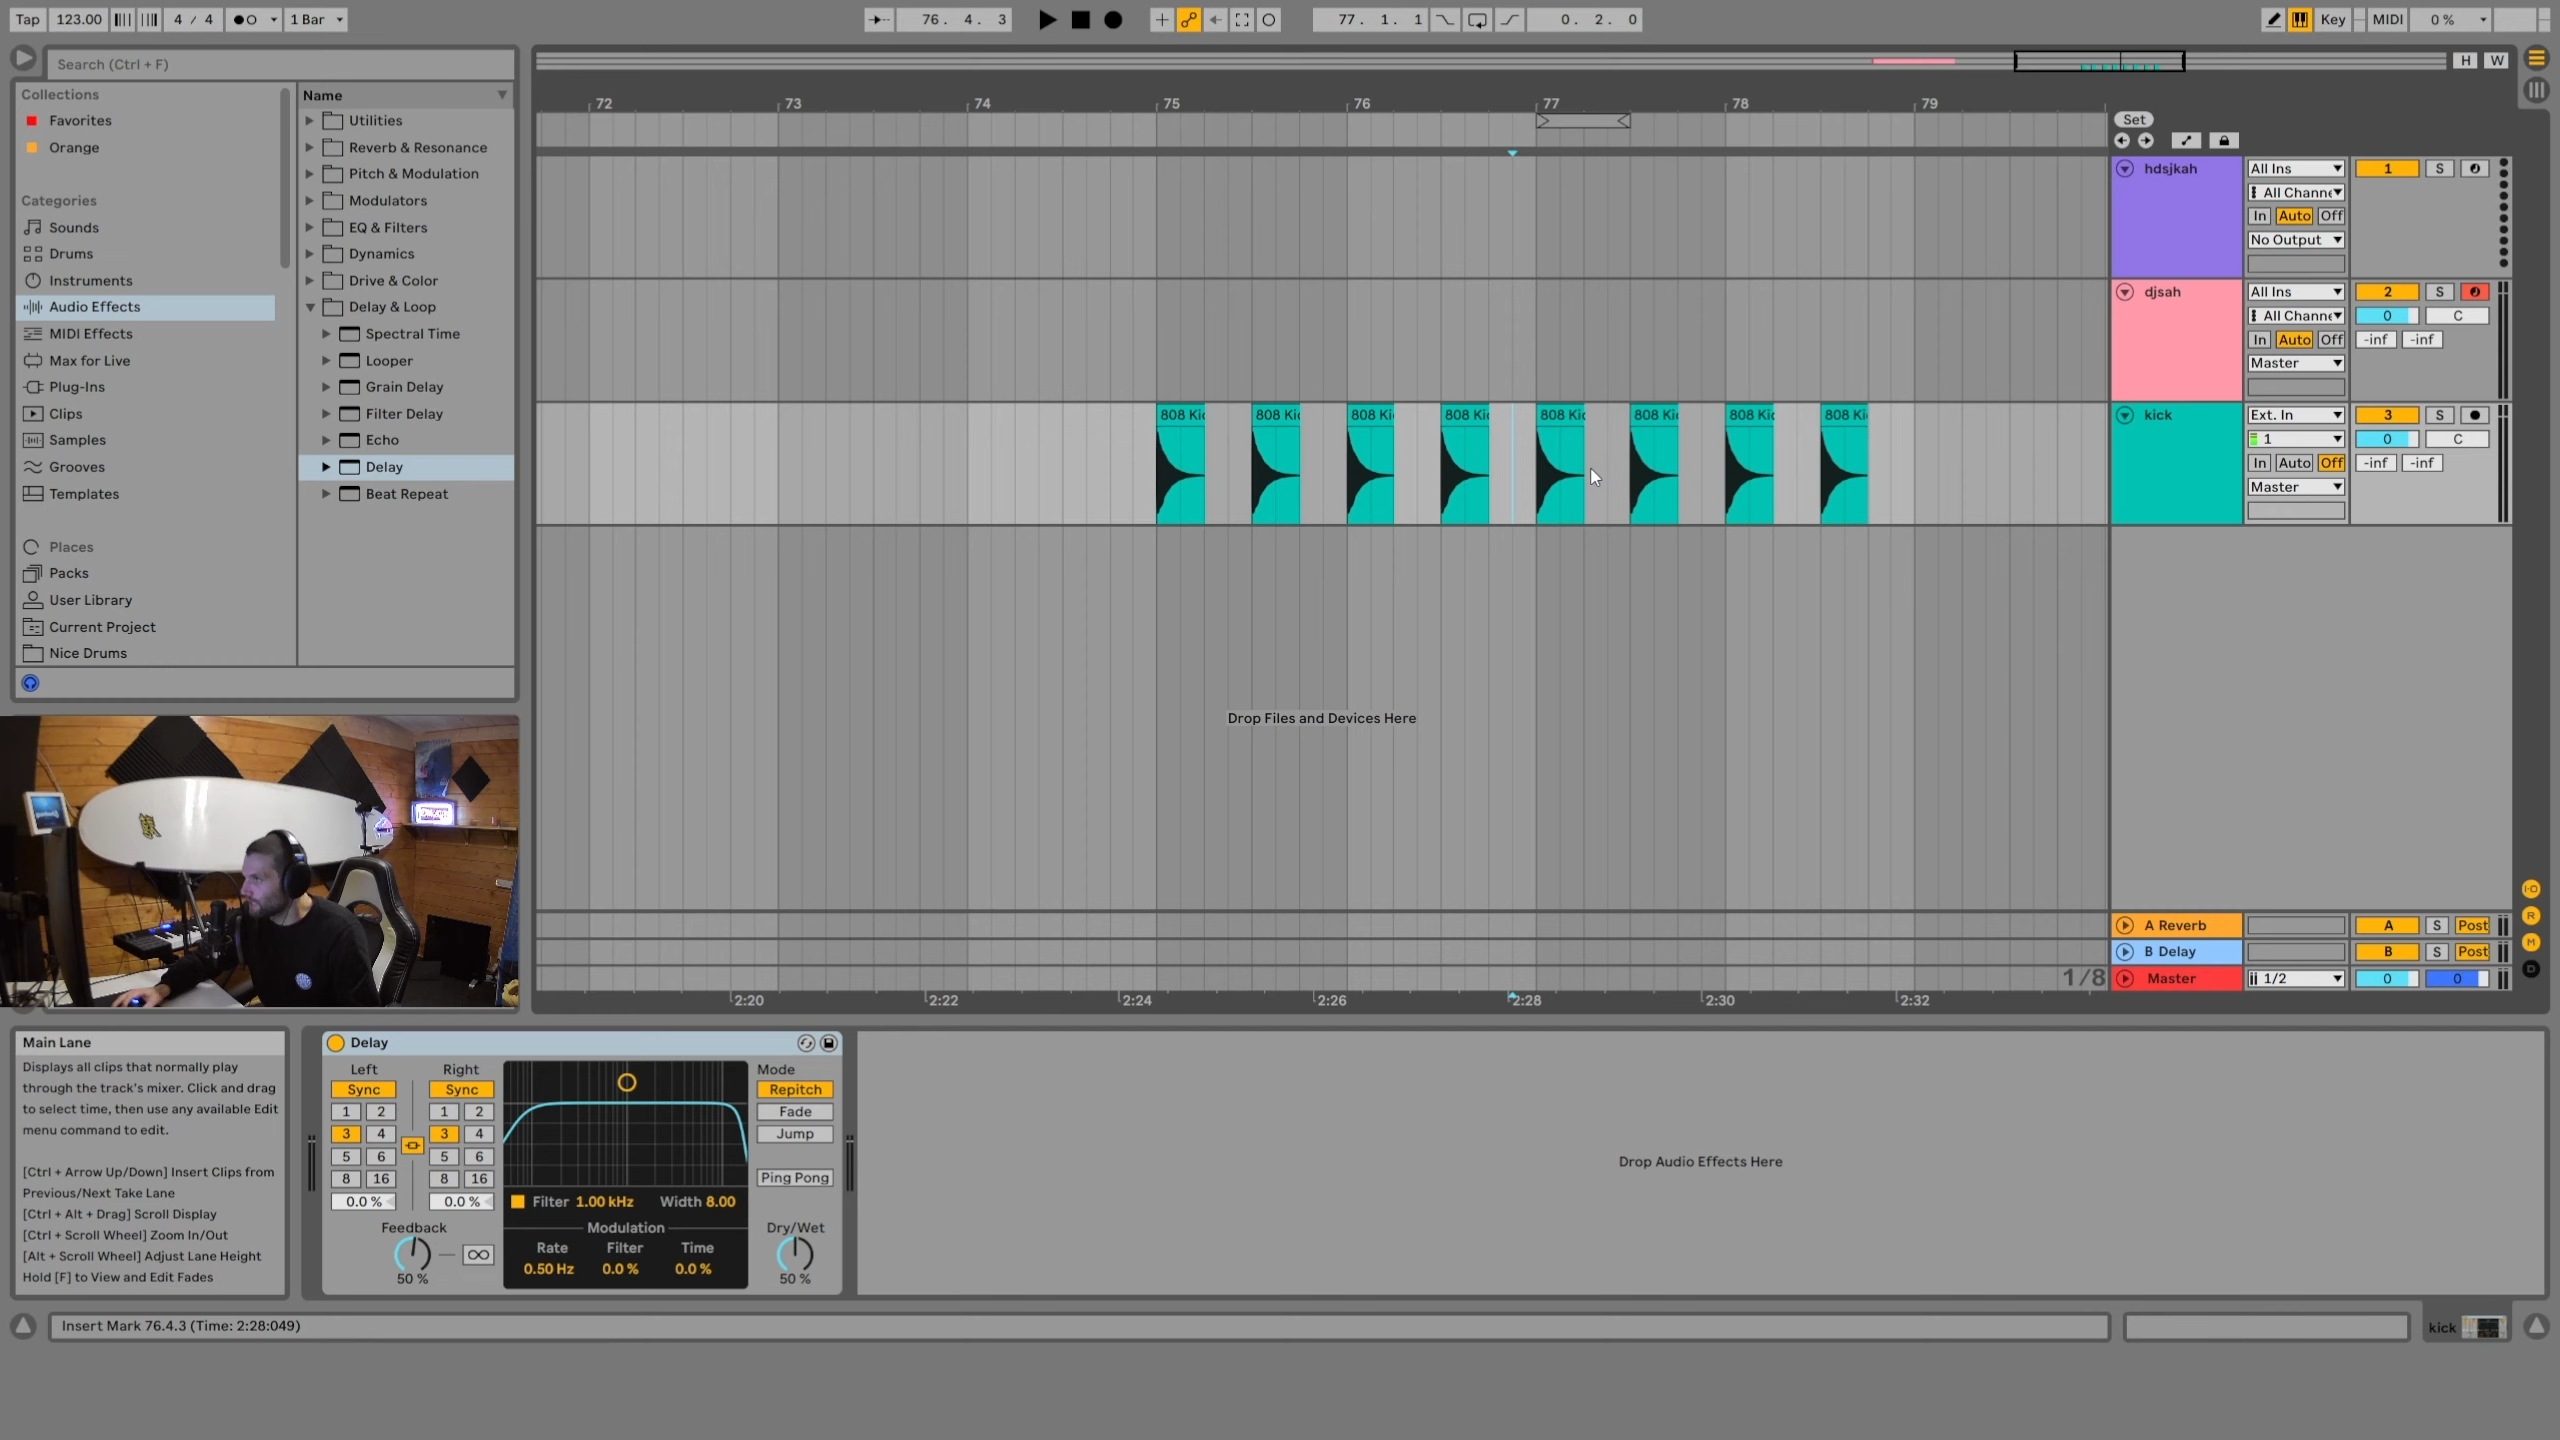 Tap 123.00 4 / 4 1 Bar 76. 4. 3 77. 1. 1 0. 2. 0 Key MIDI 0 %
Search (Ctrl + F)
H W
Collections
Favorites
Orange
Categories
Sounds
Drums
Instruments
Audio Effects
MIDI Effects
Max for Live
Plug-Ins
Clips
Samples
Grooves
Templates
Places
Packs
User Library
Current Project
Nice Drums
Name
Utilities
Reverb & Resonance
Pitch & Modulation
Modulators
EQ & Filters
Dynamics
Drive & Color
Delay & Loop
Spectral Time
Looper
Grain Delay
Filter Delay
Echo
Delay
Beat Repeat
72 73 74 75 76 77 78 79
Set
hdsjkah All Ins 1 S
All Channe
In Auto Off
No Output
djsah All Ins 2 S
All Channe 0 C
In Auto Off -inf -inf
Master
808 Kic 808 Kic 808 Ki 808 Kic 808 Kic 808 Kic 808 Kic 808 Ki
kick Ext. In 3 S
1 0 C
In Auto Off -inf -inf
Master
Drop Files and Devices Here
A Reverb A S Post
B Delay B S Post
1/8 Master 1/2 0 0
I-O
R
M
D
2:20 2:22 2:24 2:26 2:28 2:30 2:32
Main Lane
Displays all clips that normally play
through the track's mixer. Click and drag
to select time, then use any available Edit
menu command to edit.
[Ctrl + Arrow Up/Down] Insert Clips from
Previous/Next Take Lane
[Ctrl + Alt + Drag] Scroll Display
[Ctrl + Scroll Wheel] Zoom In/Out
[Alt + Scroll Wheel] Adjust Lane Height
Hold [F] to View and Edit Fades
Delay
Left Right
Sync Sync
1 2 1 2
3 4 3 4
5 6 5 6
8 16 8 16
0.0 % 0.0 %
Feedback
50 %
Filter 1.00 kHz Width 8.00
Modulation
Rate Filter Time
0.50 Hz 0.0 % 0.0 %
Mode
Repitch
Fade
Jump
Ping Pong
Dry/Wet
50 %
Drop Audio Effects Here
Insert Mark 76.4.3 (Time: 2:28:049)
kick